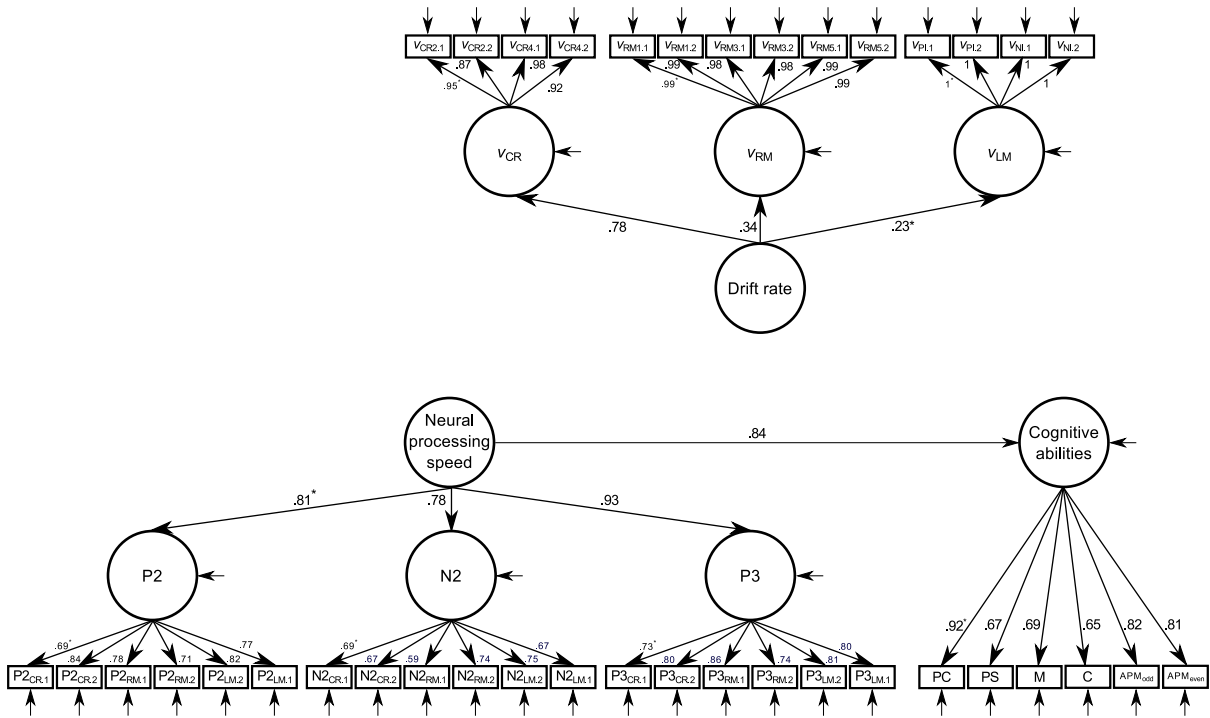 vCR2.1 vCR2.2 vCR4.1 vCR4.2 vRM1.1 vRM1.2 vRM3.1 vRM3.2 vRM5.1 vRM5.2 vPI.1 vPI.2 vNI.1 vNI.2
.95* .87 .98 .92 .99* .99 .98 .98 .99 .99 1* 1 1 1
vCR vRM vLM
.78 .34 .23*
Drift rate
Neural
processing
speed
.84
Cognitive
abilities
.81* .78 .93
P2 N2 P3
.69* .84 .78 .71 .82 .77 .69* .67 .59 .74 .75 .67 .73* .80 .86 .74 .81 .80 .92* .67 .69 .65 .82 .81
P2CR.1 P2CR.2 P2RM.1 P2RM.2 P2LM.2 P2LM.1 N2CR.1 N2CR.2 N2RM.1 N2RM.2 N2LM.2 N2LM.1 P3CR.1 P3CR.2 P3RM.1 P3RM.2 P3LM.2 P3LM.1 PC PS M C APModd APMeven